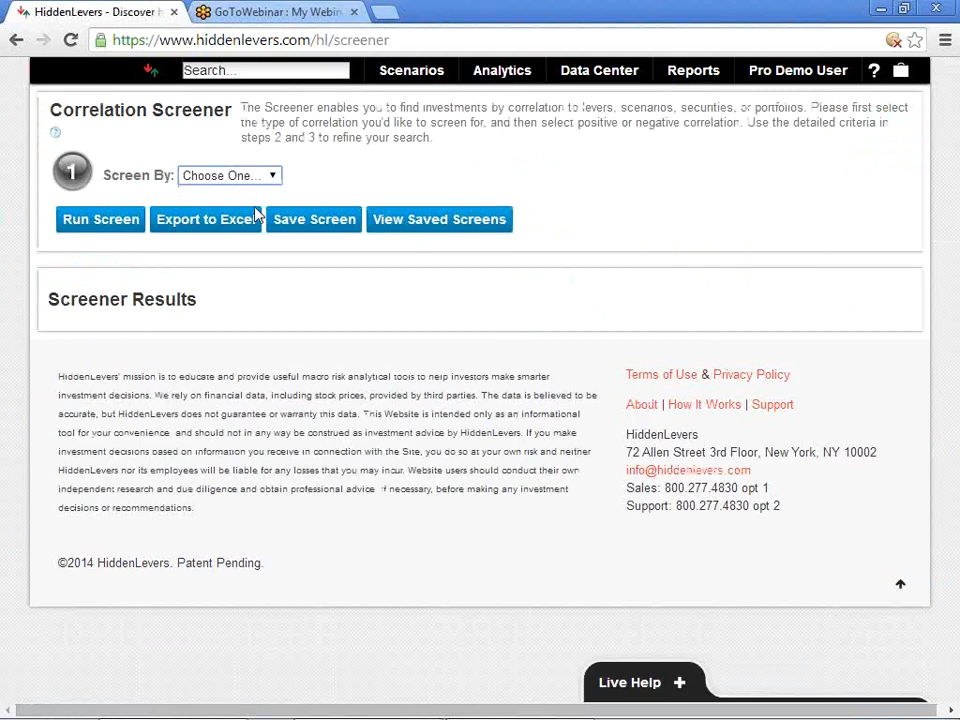 HiddenLevers - Discover h
GoToWebinar : My Webin
https://www.hiddenlevers.com/hl/screener
Search...
Scenarios
Analytics
Data Center
Reports
Pro Demo User
?
Correlation Screener
The Screener enables you to find investments by correlation to levers, scenarios, securities, or portfolios. Please first select
the type of correlation you'd like to screen for, and then select positive or negative correlation. Use the detailed criteria in
steps 2 and 3 to refine your search.
1
Screen By:
Choose One...
Run Screen
Export to Excel
Save Screen
View Saved Screens
Screener Results
HiddenLevers' mission is to educate and provide useful macro risk analytical tools to help investors make smarter
investment decisions. We rely on financial data, including stock prices, provided by third parties. The data is believed to be
accurate, but HiddenLevers does not guarantee or warranty this data. This Website is intended only as an informational
tool for your convenience and should not in any way be construed as investment advice by HiddenLevers. If you make
investment decisions based on information you receive in connection with the Site, you do so at your own risk and neither
HiddenLevers nor its employees will be liable for any losses that you may incur. Website users should conduct their own
independent research and due diligence and obtain professional advice if necessary, before making any investment
decisions or recommendations.
Terms of Use & Privacy Policy
About | How It Works | Support
HiddenLevers
72 Allen Street 3rd Floor, New York, NY 10002
info@hiddenlevers.com
Sales: 800.277.4830 opt 1
Support: 800.277.4830 opt 2
©2014 HiddenLevers. Patent Pending.
Live Help +